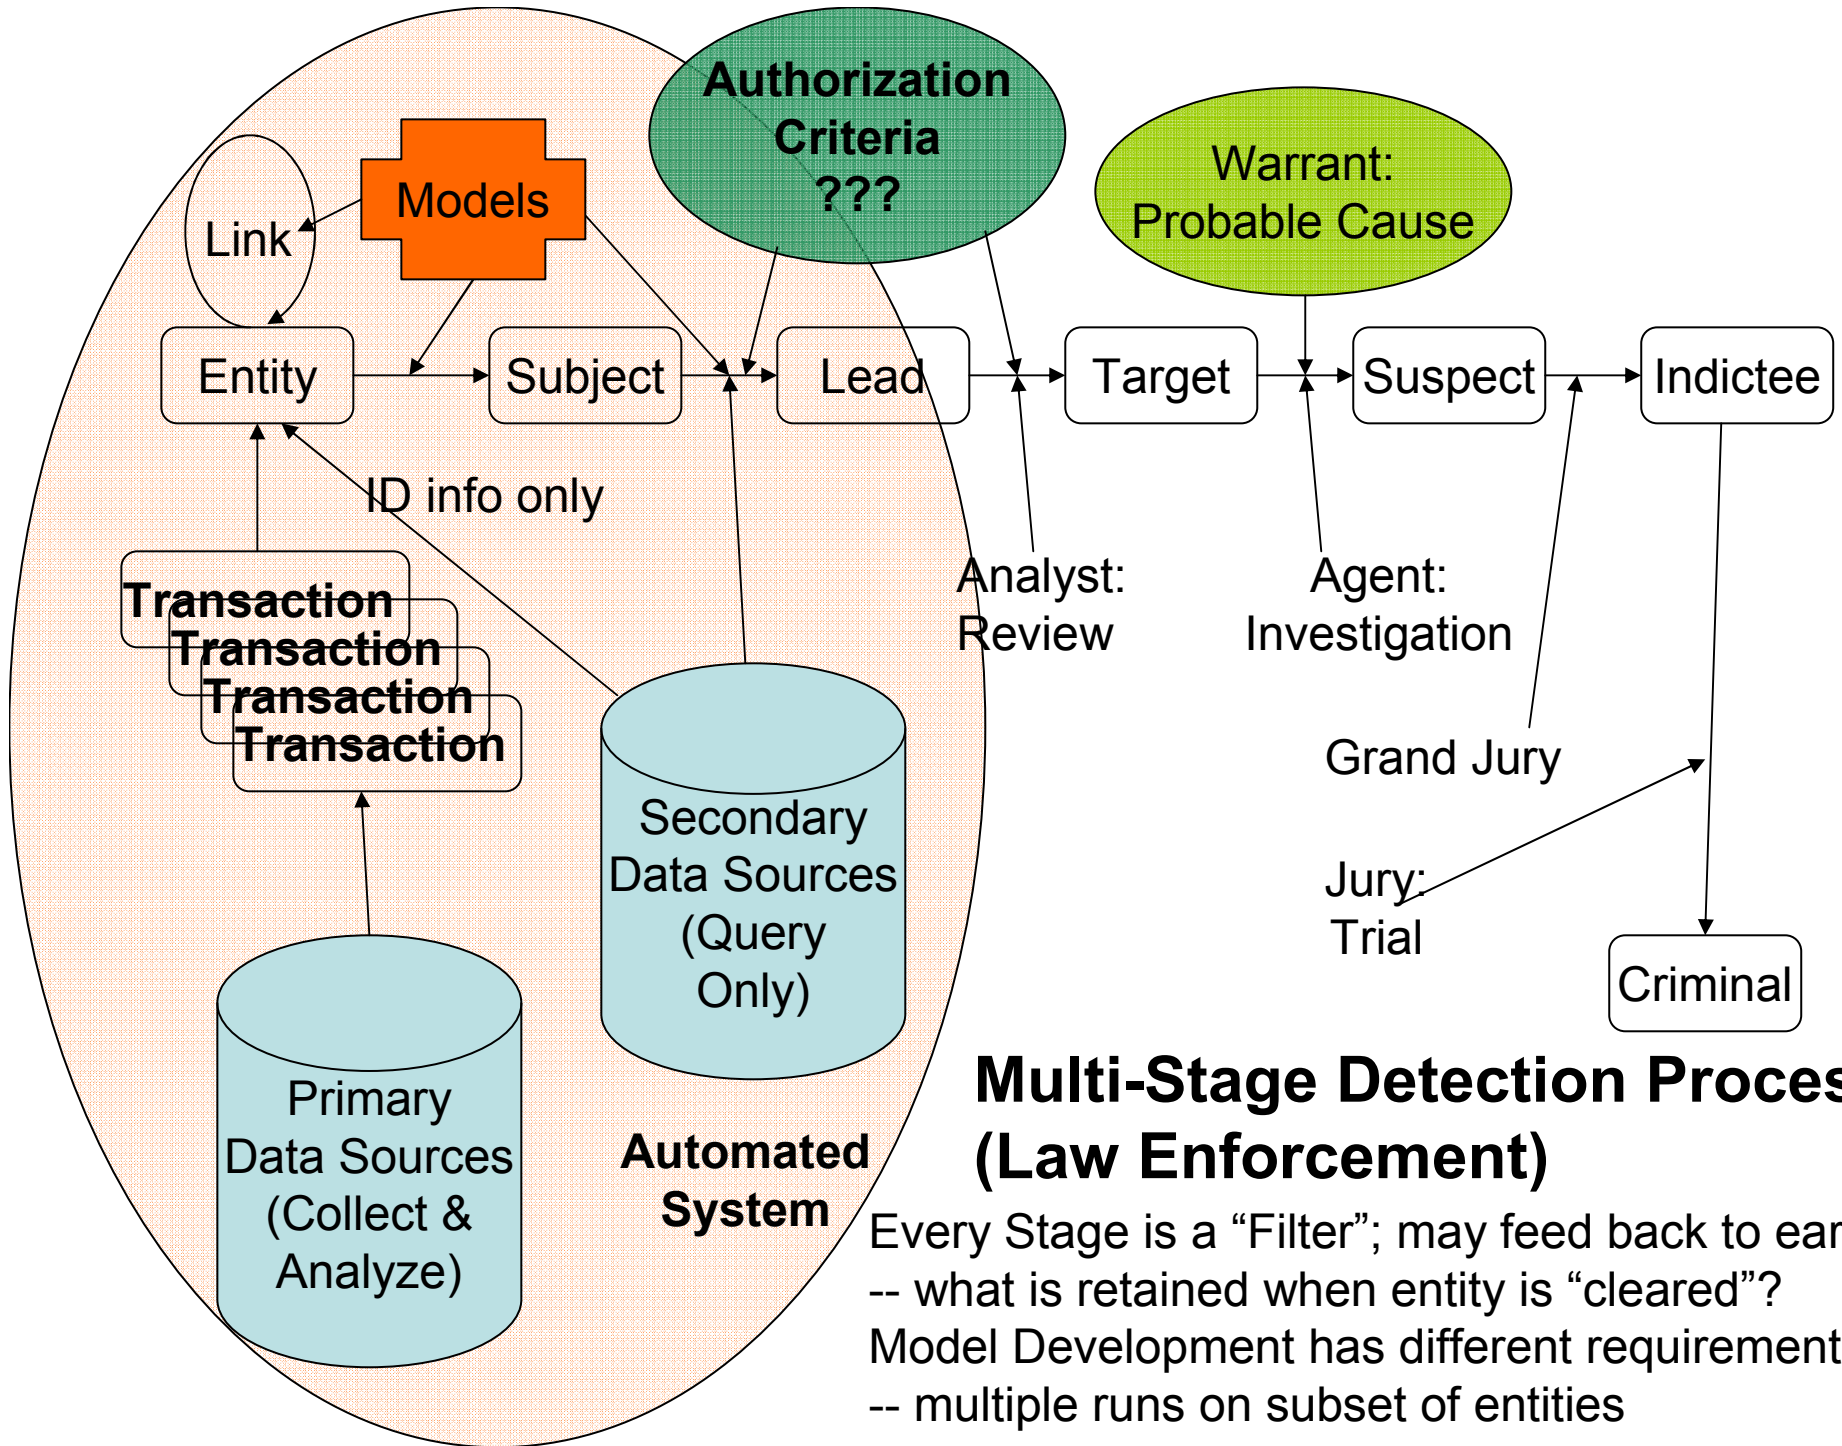 Authorization
Criteria
???
Warrant:
Probable Cause
Models
Link
Entity
Subject
Lead
Target
Suspect
Indictee
ID info only
Transaction
Transaction
Transaction
Transaction
Analyst:
Review
Agent:
Investigation
Grand Jury
Jury:
Trial
Criminal
Secondary
Data Sources
(Query
Only)
Primary
Data Sources
(Collect &
Analyze)
Automated
System
Multi-Stage Detection Proces
(Law Enforcement)
Every Stage is a “Filter”; may feed back to ear
-- what is retained when entity is “cleared”?
Model Development has different requirement
-- multiple runs on subset of entities